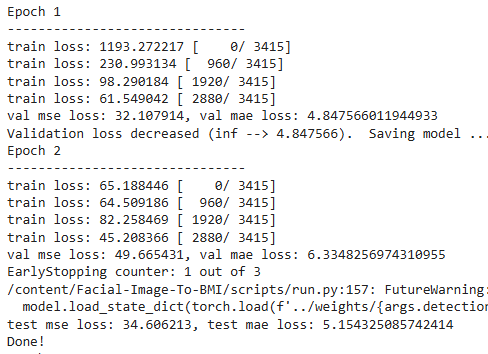 Epoch 1
-------------------------------
train loss: 1193.272217 [    0/ 3415]
train loss: 230.993134 [  960/ 3415]
train loss: 98.290184 [ 1920/ 3415]
train loss: 61.549042 [ 2880/ 3415]
val mse loss: 32.107914, val mae loss: 4.847566011944933
Validation loss decreased (inf --> 4.847566).  Saving model ...
Epoch 2
-------------------------------
train loss: 65.188446 [    0/ 3415]
train loss: 64.509186 [  960/ 3415]
train loss: 82.258469 [ 1920/ 3415]
train loss: 45.208366 [ 2880/ 3415]
val mse loss: 49.665431, val mae loss: 6.3348256974310955
EarlyStopping counter: 1 out of 3
/content/Facial-Image-To-BMI/scripts/run.py:157: FutureWarning:
  model.load_state_dict(torch.load(f'../weights/{args.detection
test mse loss: 34.606213, test mae loss: 5.154325085742414
Done!